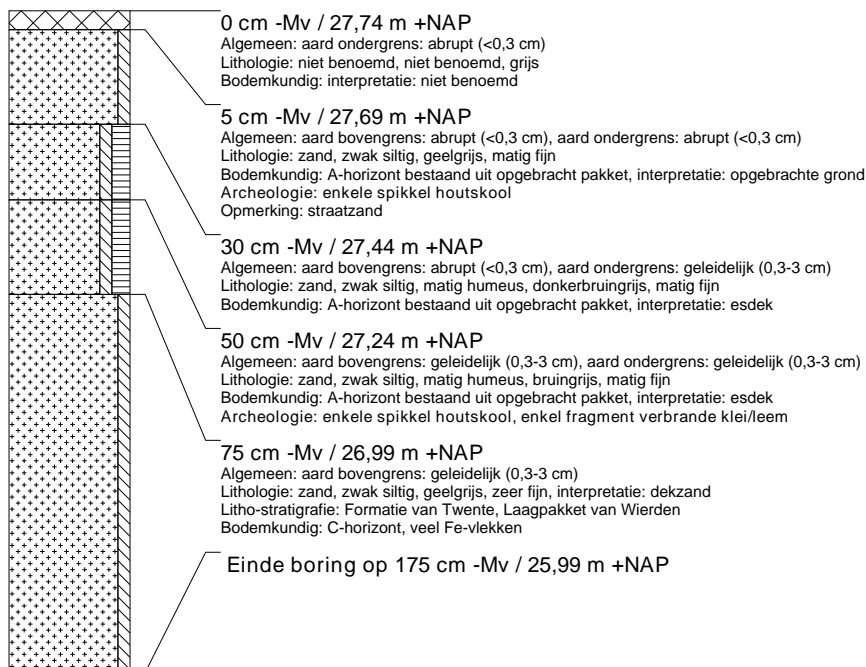 0 cm -Mv / 27,74 m +NAP
Algemeen: aard ondergrens: abrupt (<0,3 cm)
Lithologie: niet benoemd, niet benoemd, grijs
Bodemkundig: interpretatie: niet benoemd
5 cm -Mv / 27,69 m +NAP
Algemeen: aard bovengrens: abrupt (<0,3 cm), aard ondergrens: abrupt (<0,3 cm)
Lithologie: zand, zwak siltig, geelgrijs, matig fijn
Bodemkundig: A-horizont bestaand uit opgebracht pakket, interpretatie: opgebrachte grond
Archeologie: enkele spikkel houtskool
Opmerking: straatzand
30 cm -Mv / 27,44 m +NAP
Algemeen: aard bovengrens: abrupt (<0,3 cm), aard ondergrens: geleidelijk (0,3-3 cm)
Lithologie: zand, zwak siltig, matig humeus, donkerbruingrijs, matig fijn
Bodemkundig: A-horizont bestaand uit opgebracht pakket, interpretatie: esdek
50 cm -Mv / 27,24 m +NAP
Algemeen: aard bovengrens: geleidelijk (0,3-3 cm), aard ondergrens: geleidelijk (0,3-3 cm)
Lithologie: zand, zwak siltig, matig humeus, bruingrijs, matig fijn
Bodemkundig: A-horizont bestaand uit opgebracht pakket, interpretatie: esdek
Archeologie: enkele spikkel houtskool, enkel fragment verbrande klei/leem
75 cm -Mv / 26,99 m +NAP
Algemeen: aard bovengrens: geleidelijk (0,3-3 cm)
Lithologie: zand, zwak siltig, geelgrijs, zeer fijn, interpretatie: dekzand
Litho-stratigrafie: Formatie van Twente, Laagpakket van Wierden
Bodemkundig: C-horizont, veel Fe-vlekken
Einde boring op 175 cm -Mv / 25,99 m +NAP